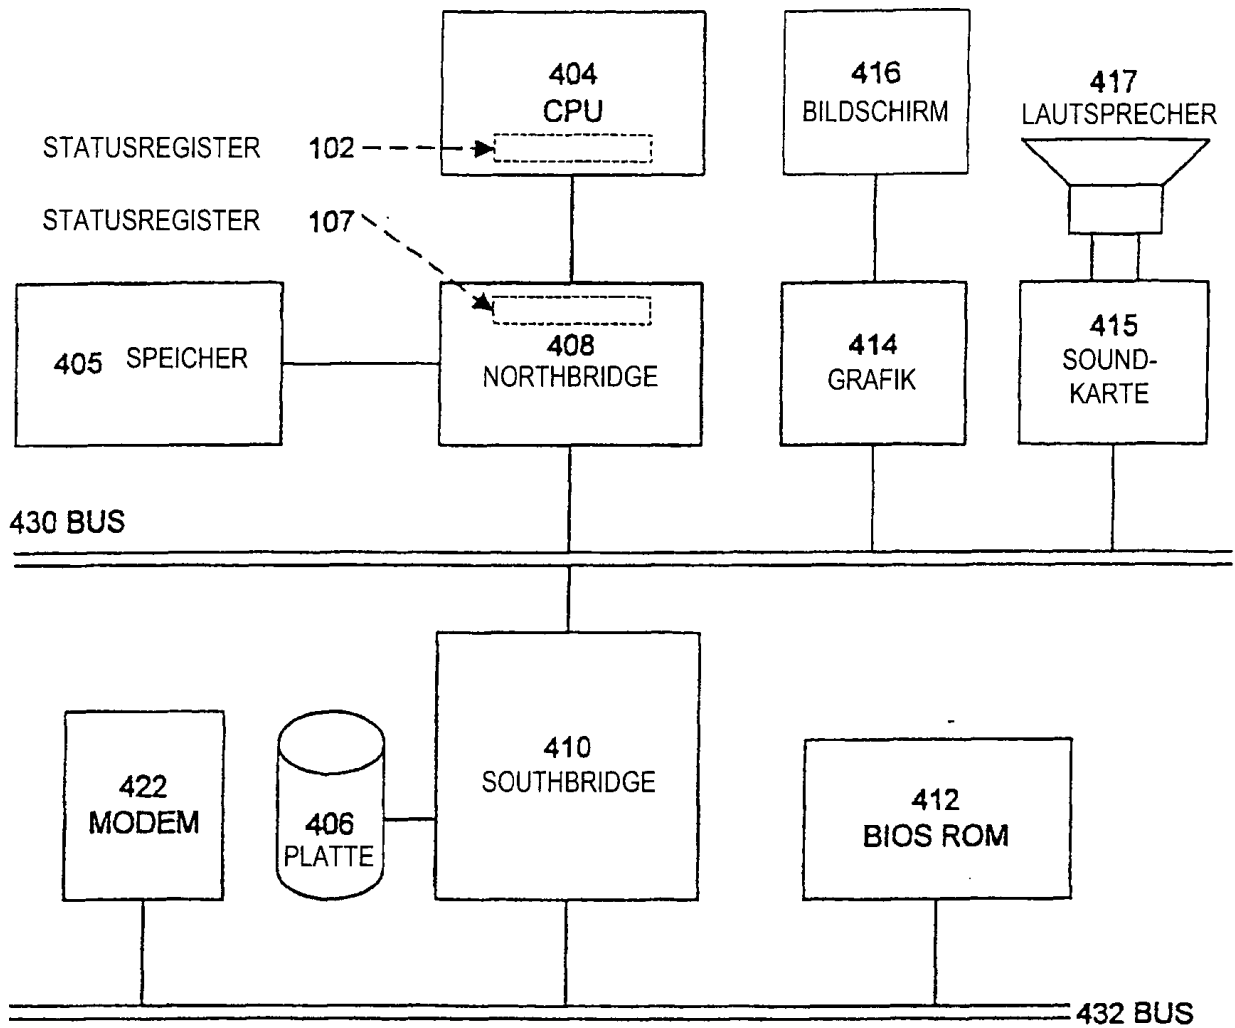 404
CPU
416
BILDSCHIRM
417
LAUTSPRECHER
STATUSREGISTER 102
STATUSREGISTER 107
405 SPEICHER
408
NORTHBRIDGE
414
GRAFIK
415
SOUND-
KARTE
430 BUS
422
MODEM
406
PLATTE
410
SOUTHBRIDGE
412
BIOS ROM
432 BUS